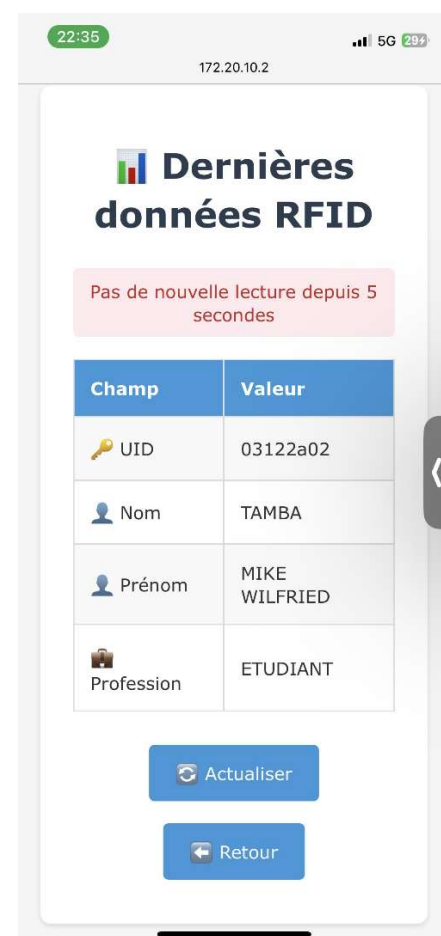 22:35
5G 29
172.20.10.2
Dernières
données RFID
Pas de nouvelle lecture depuis 5
secondes
Champ Valeur
UID 03122a02
Nom TAMBA
Prénom MIKE
WILFRIED
Profession ETUDIANT
Actualiser
Retour